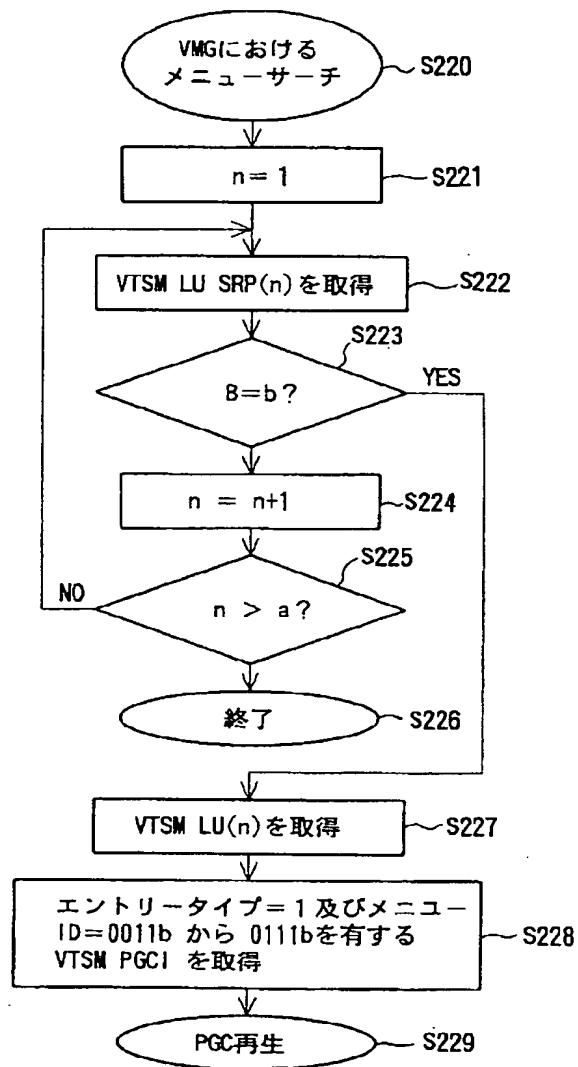 VMGにおける
メニューサーチ
S220
n=1
S221
VTSM LU SRP(n)を取得
S222
S223
B=b?
YES
n = n+1
S224
S225
NO
n > a?
終了
S226
VTSM LU(n)を取得
S227
エントリータイプ=1 及びメニュー
ID=0011b から 0111bを有する
VTSM PGCI を取得
S228
PGC再生
S229